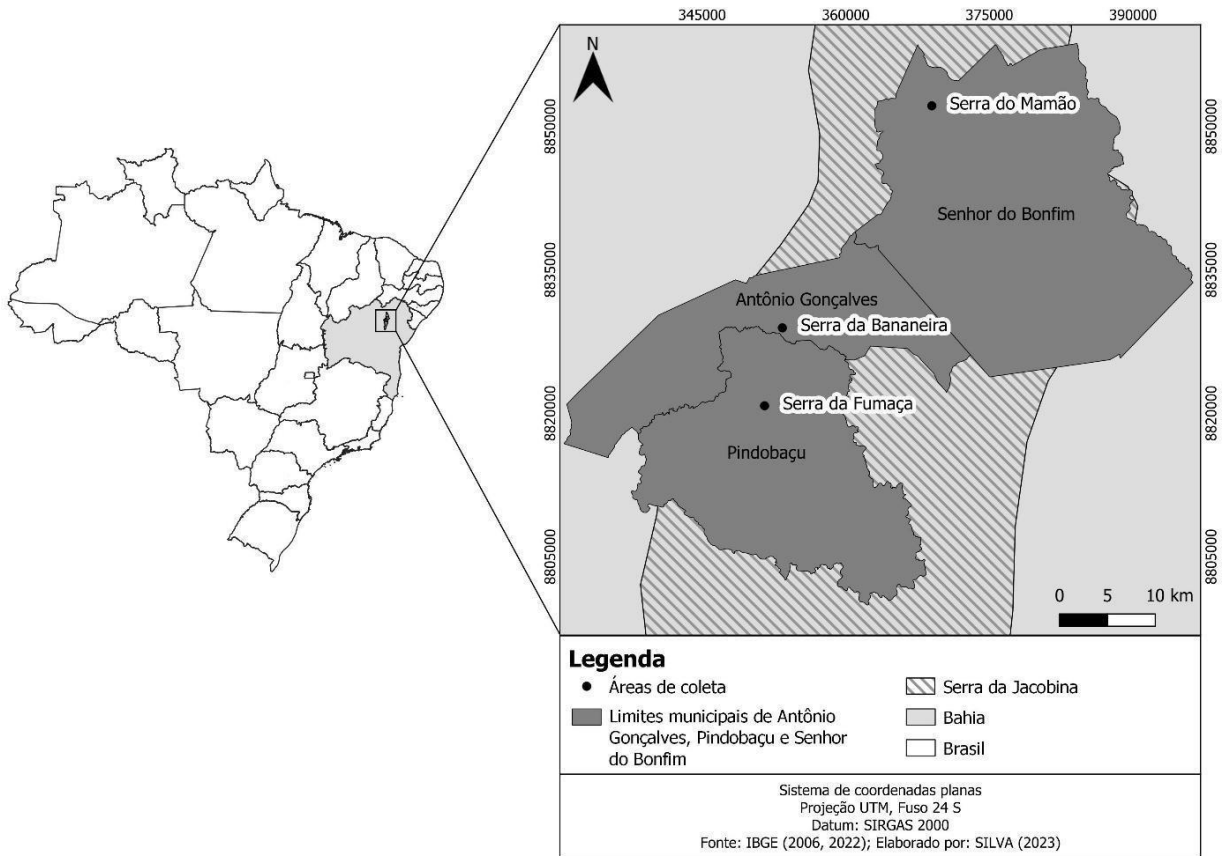 345000
360000
375000
390000
N
8850000
8850000
Serra do Mamão
Senhor do Bonfim
8835000
8835000
Antônio Gonçalves
Serra da Bananeira
8820000
8820000
Serra da Fumaça
Pindobaçu
8805000
8805000
0 5 10 km
Legenda
Áreas de coleta
Limites municipais de Antônio
Gonçalves, Pindobaçu e Senhor
do Bonfim
Serra da Jacobina
Bahia
Brasil
Sistema de coordenadas planas
Projeção UTM, Fuso 24 S
Datum: SIRGAS 2000
Fonte: IBGE (2006, 2022); Elaborado por: SILVA (2023)